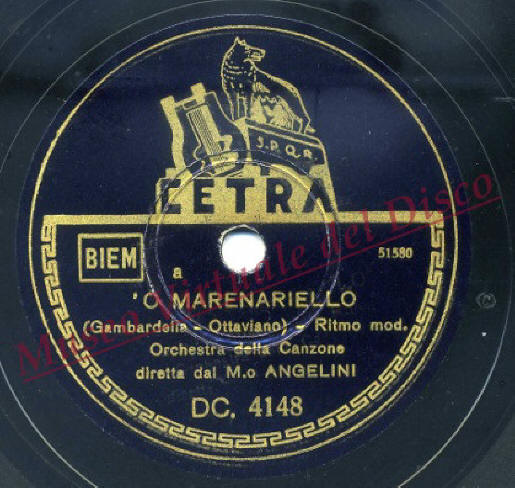 S.P.Q.R.
CETRA
BIEM
a
51580
'O MARENARIELLO
(Gambardella - Ottaviano) - Ritmo mod.
Orchestra della Canzone
diretta dal M.o ANGELINI
DC. 4148
Museo Virtuale del Disco